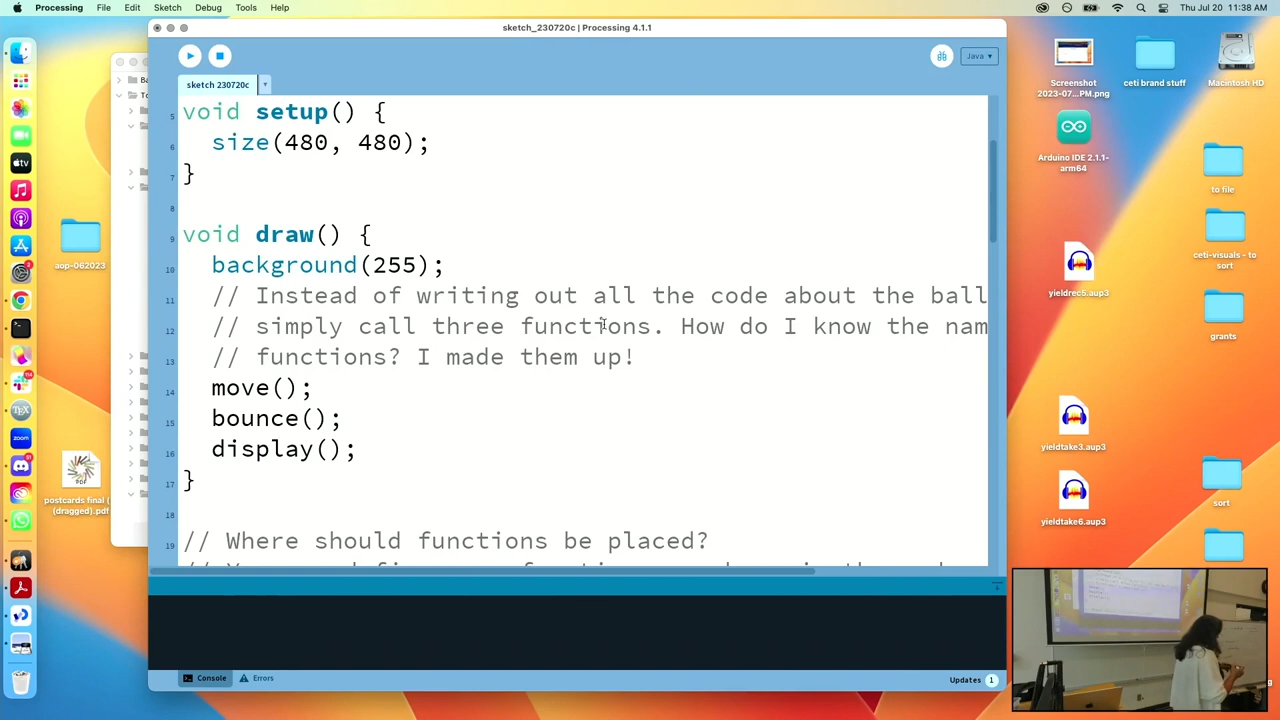 Processing File Edit Sketch Debug Tools Help
Thu Jul 20 11:38 AM
sketch_230720c | Processing 4.1.1
Java ▾
sketch 230720c
5 void setup() {
6 size(480, 480);
7 }
8
9 void draw() {
10 background(255);
11 // Instead of writing out all the code about the ball
12 // simply call three functions. How do I know the nam
13 // functions? I made them up!
14 move();
15 bounce();
16 display();
17 }
18
19 // Where should functions be placed?
Console
Errors
Updates 1
aop-062023
PDF
postcards final (
(dragged).pdf
tv
TEX
zoom
Screenshot
2023-07...PM.png
ceti brand stuff
Macintosh HD
Arduino IDE 2.1.1-
arm64
to file
ceti-visuals - to
sort
yieldrec5.aup3
grants
yieldtake3.aup3
sort
yieldtake6.aup3